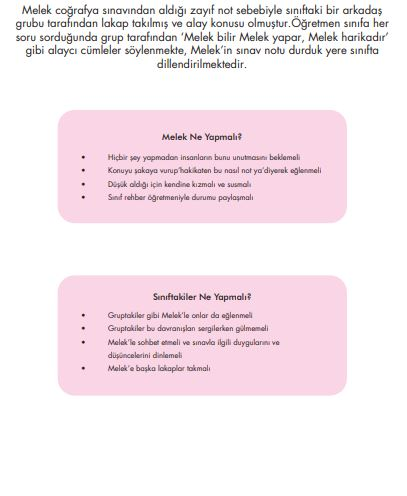 Melek coğrafya sınavından aldığı zayıf not sebebiyle sınıftaki bir arkadaş
grubu tarafından lakap takılmış ve alay konusu olmuştur.Öğretmen sınıfa her
soru sorduğunda grup tarafından ‘Melek bilir Melek yapar, Melek harikadır’
gibi alaycı cümleler söylenmekte, Melek’in sınav notu durduk yere sınıfta
dillendirilmektedir.
Melek Ne Yapmalı?
• Hiçbir şey yapmadan insanların bunu unutmasını beklemeli
• Konuyu şakaya vurup’hakikaten bu nasıl not ya’diyerek eğlenmeli
• Düşük aldığı için kendine kızmalı ve susmalı
• Sınıf rehber öğretmeniyle durumu paylaşmalı
Sınıftakiler Ne Yapmalı?
• Gruptakiler gibi Melek’le onlar da eğlenmeli
• Gruptakiler bu davranışları sergilerken gülmemeli
• Melek’le sohbet etmeli ve sınavla ilgili duygularını ve
düşüncelerini dinlemeli
• Melek’e başka lakaplar takmalı